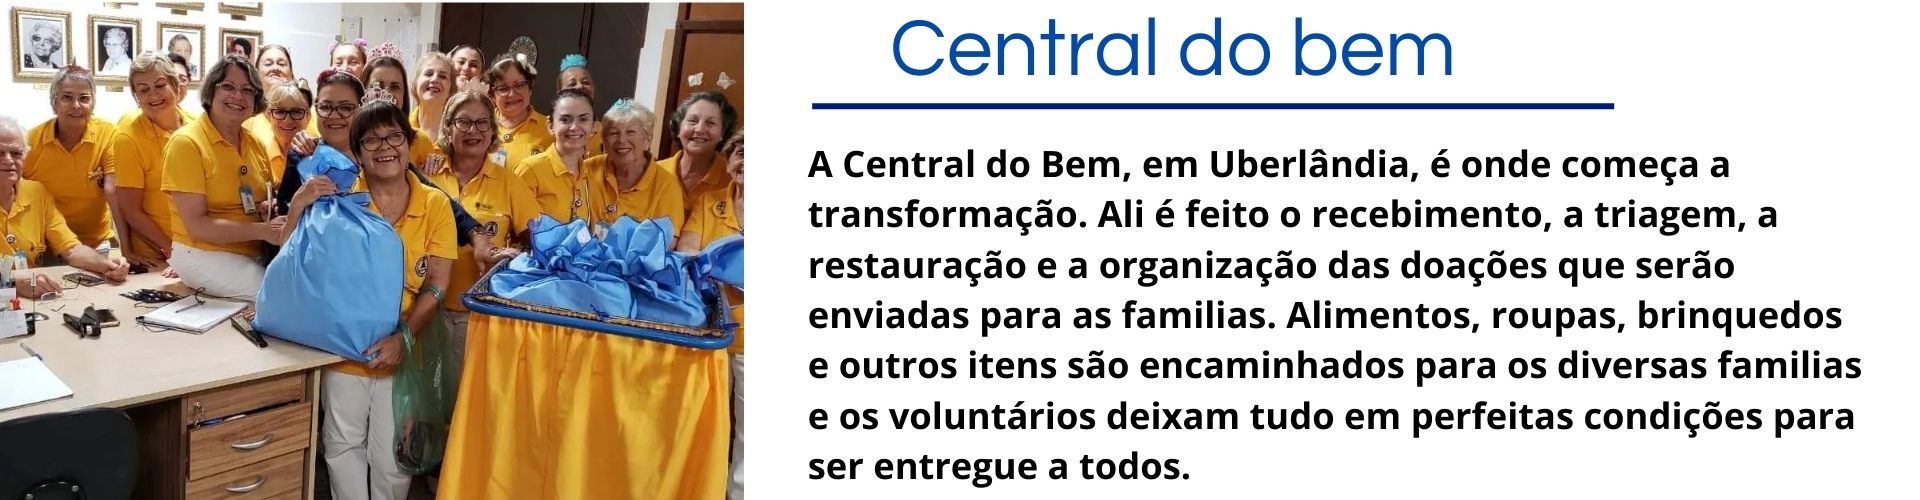 Central do bem
A Central do Bem, em Uberlândia, é onde começa a
transformação. Ali é feito o recebimento, a triagem, a
restauração e a organização das doações que serão
enviadas para as familias. Alimentos, roupas, brinquedos
e outros itens são encaminhados para os diversas familias
e os voluntários deixam tudo em perfeitas condições para
ser entregue a todos.